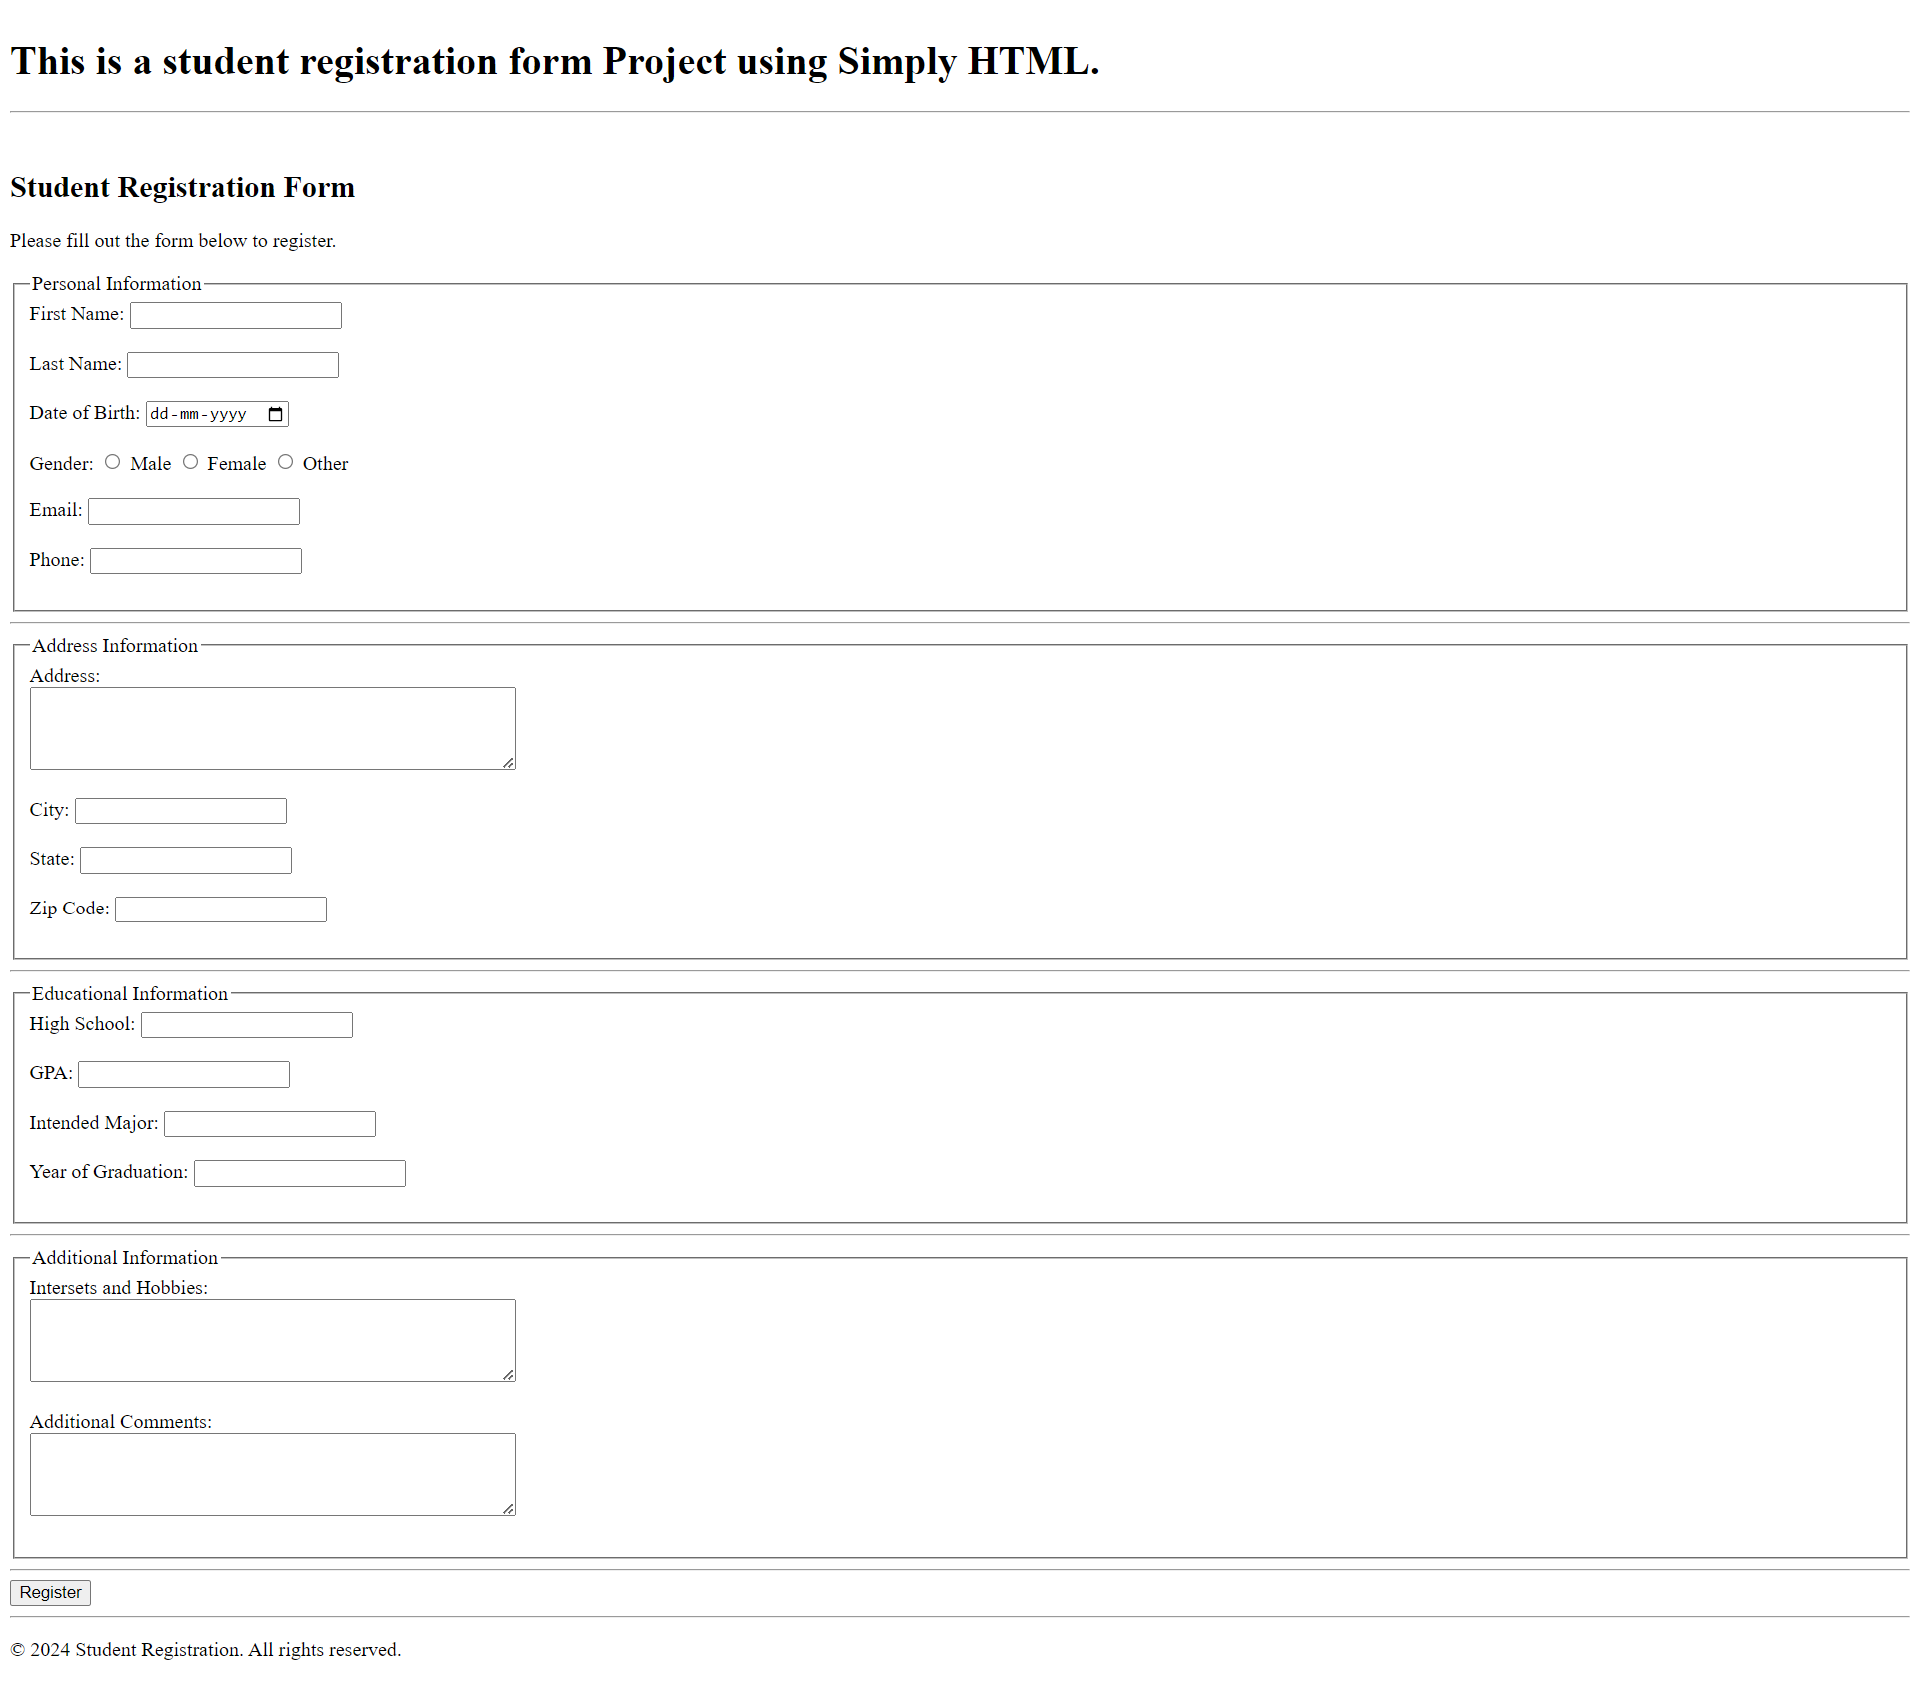 This is a student registration form Project using Simply HTML.
Student Registration Form
Please fill out the form below to register.
Personal Information
First Name:
Last Name:
Date of Birth: dd-mm-yyyy
Gender: Male Female Other
Email:
Phone:
Address Information
Address:
City:
State:
Zip Code:
Educational Information
High School:
GPA:
Intended Major:
Year of Graduation:
Additional Information
Intersets and Hobbies:
Additional Comments:
Register
© 2024 Student Registration. All rights reserved.